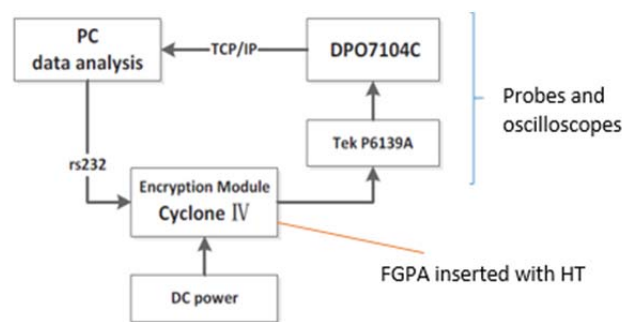 PC
data analysis
TCP/IP
DPO7104C
Probes and
oscilloscopes
Tek P6139A
rs232
Encryption Module
Cyclone Ⅳ
FGPA inserted with HT
DC power